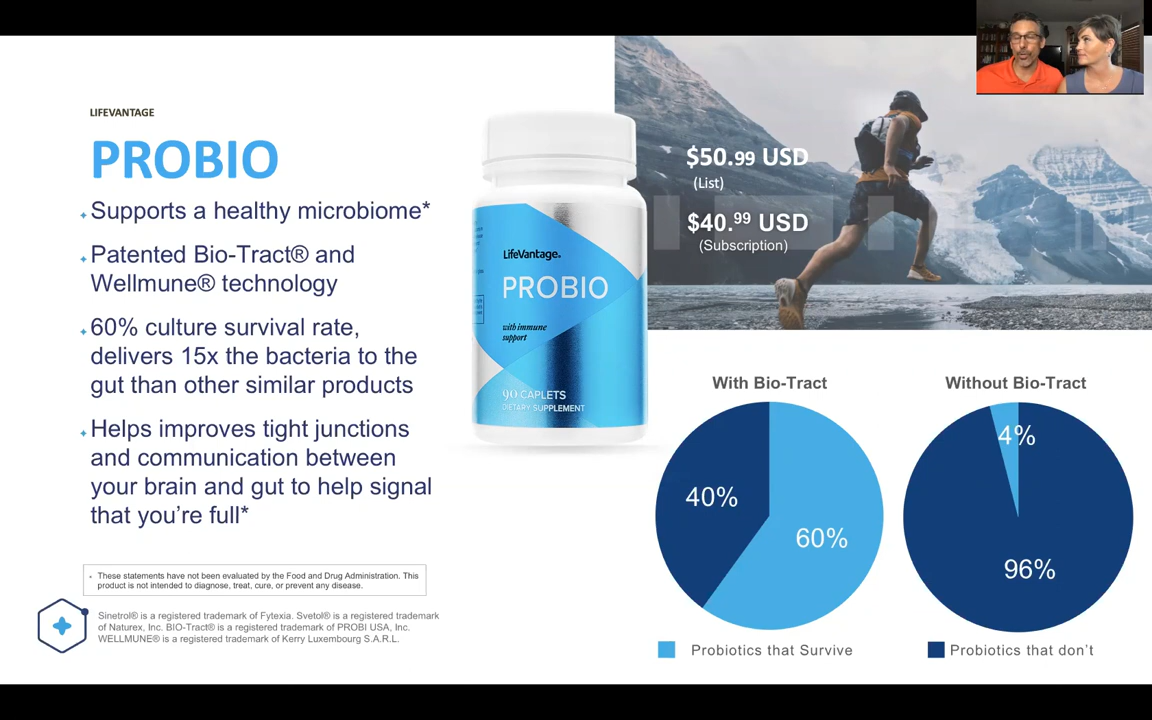 LIFEVANTAGE
PROBIO
Supports a healthy microbiome*
Patented Bio-Tract® and
Wellmune® technology
60% culture survival rate,
delivers 15x the bacteria to the
gut than other similar products
Helps improves tight junctions
and communication between
your brain and gut to help signal
that you're full*
These statements have not been evaluated by the Food and Drug Administration. This
product is not intended to diagnose, treat, cure, or prevent any disease.
Sinetrol® is a registered trademark of Fytexia. Svetol® is a registered trademark
of Naturex, Inc. BIO-Tract® is a registered trademark of PROBI USA, Inc.
WELLMUNE® is a registered trademark of Kerry Luxembourg S.A.R.L.
LifeVantage.
PROBIO
with immune
support
90 CAPLETS
DIETARY SUPPLEMENT
$50.99 USD
(List)
$40.99 USD
(Subscription)
With Bio-Tract
40%
60%
Without Bio-Tract
4%
96%
Probiotics that Survive
Probiotics that don't